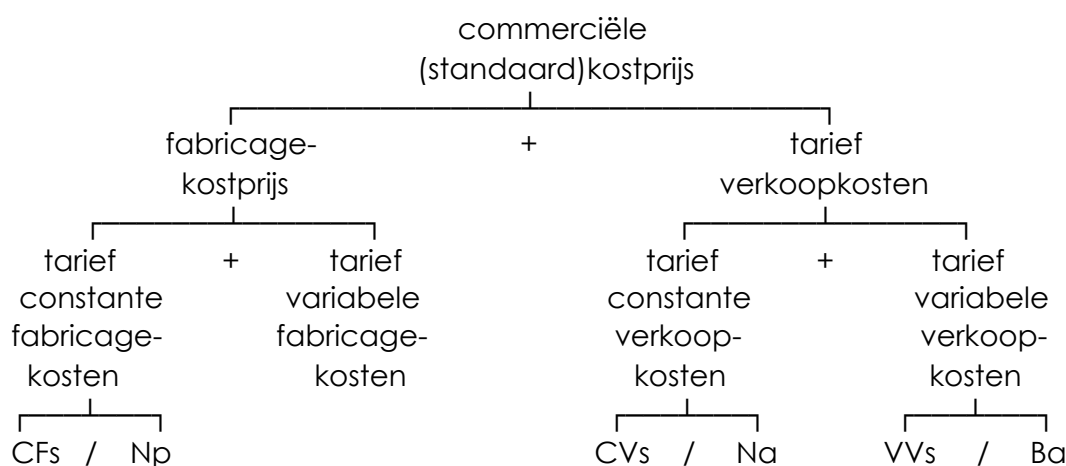 commerciële
(standaard)kostprijs
fabricage- + tarief
kostprijs verkoopkosten
tarief + tarief tarief + tarief
constante variabele constante variabele
fabricage- fabricage- verkoop- verkoop-
kosten kosten kosten kosten
CFs / Np CVs / Na VVs / Ba